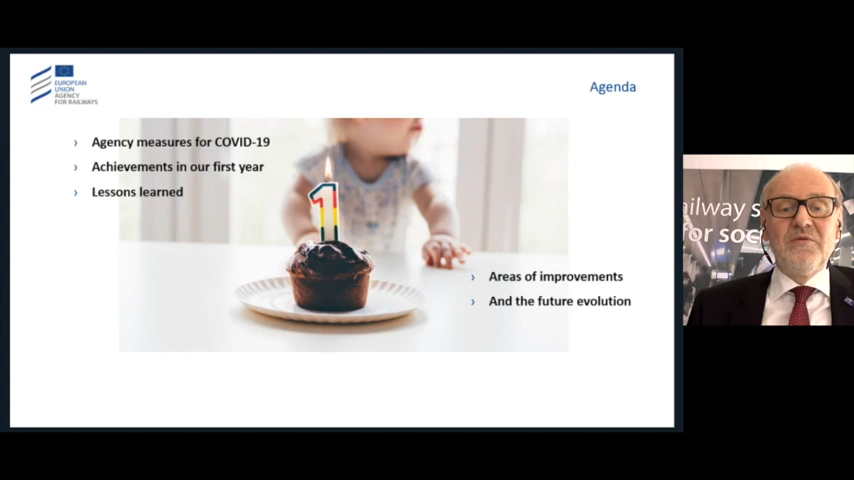 EUROPEAN
UNION
AGENCY
FOR RAILWAYS
Agenda
› Agency measures for COVID-19
› Achievements in our first year
› Lessons learned
1
› Areas of improvements
› And the future evolution
ailway s
for soci